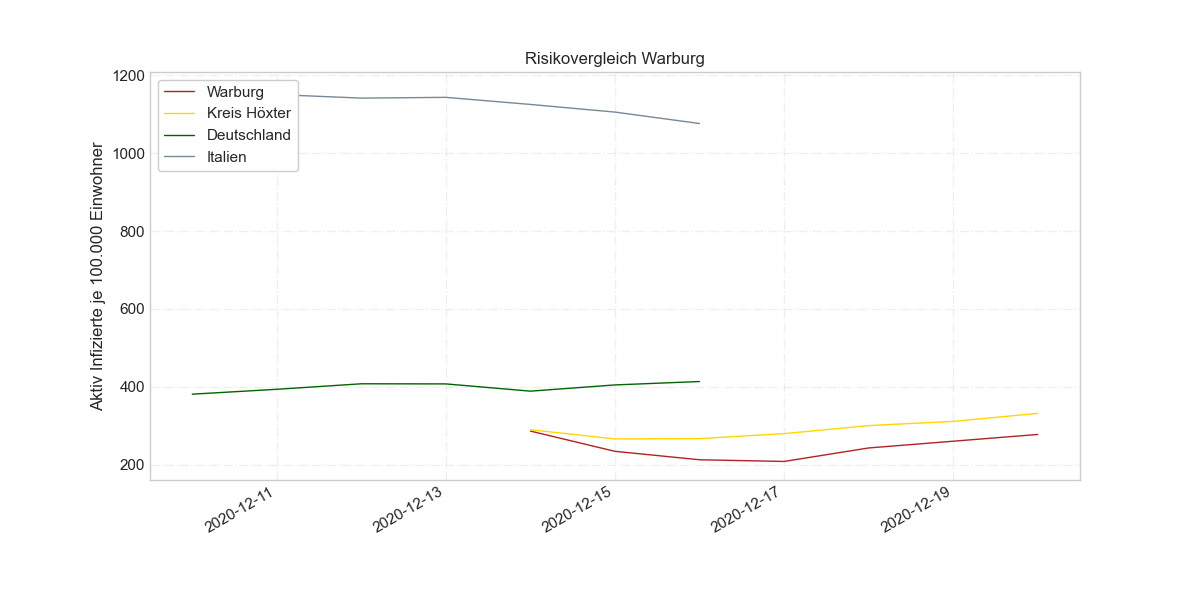 Risikovergleich Warburg
Aktiv Infizierte je 100.000 Einwohner
1200
1000
800
600
400
200
Warburg
Kreis Höxter
Deutschland
Italien
2020-12-11
2020-12-13
2020-12-15
2020-12-17
2020-12-19